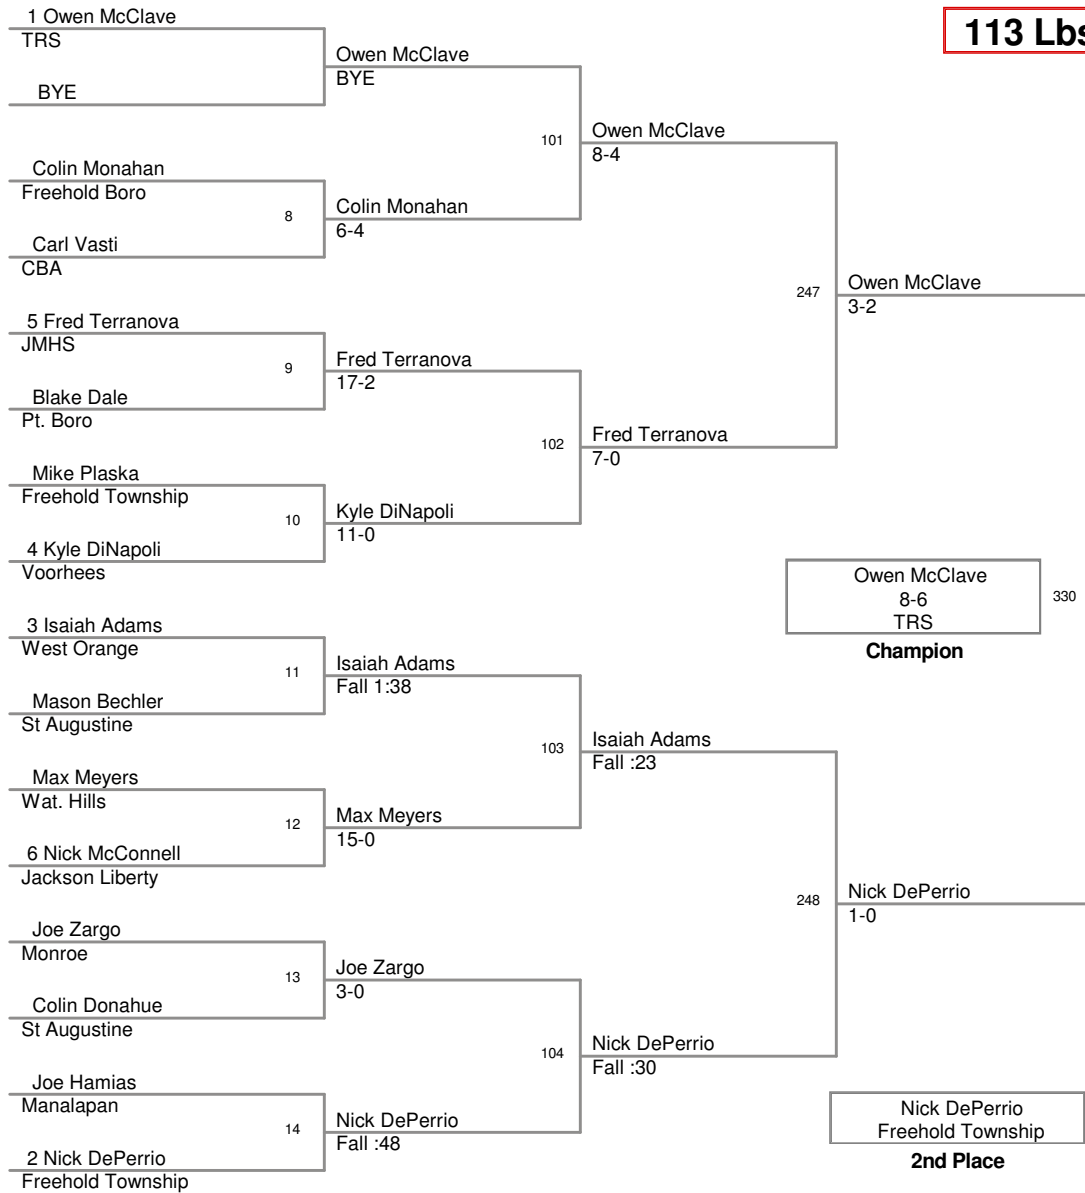 1 Owen McClave
TRS
BYE
Colin Monahan
Freehold Boro
8
Carl Vasti
CBA
5 Fred Terranova
JMHS
9
Blake Dale
Pt. Boro
Mike Plaska
Freehold Township
10
4 Kyle DiNapoli
Voorhees
3 Isaiah Adams
West Orange
11
Mason Bechler
St Augustine
Max Meyers
Wat. Hills
12
6 Nick McConnell
Jackson Liberty
Joe Zargo
Monroe
13
Colin Donahue
St Augustine
Joe Hamias
Manalapan
14
2 Nick DePerrio
Freehold Township
Owen McClave
BYE
101
Colin Monahan
6-4
Fred Terranova
17-2
102
Kyle DiNapoli
11-0
Isaiah Adams
Fall 1:38
103
Max Meyers
15-0
Joe Zargo
3-0
104
Nick DePerrio
Fall :48
Owen McClave
8-4
247
Fred Terranova
7-0
Isaiah Adams
Fall :23
248
Nick DePerrio
Fall :30
113 Lbs
Owen McClave
3-2
Owen McClave
8-6
TRS
330
Champion
Nick DePerrio
1-0
Nick DePerrio
Freehold Township
2nd Place